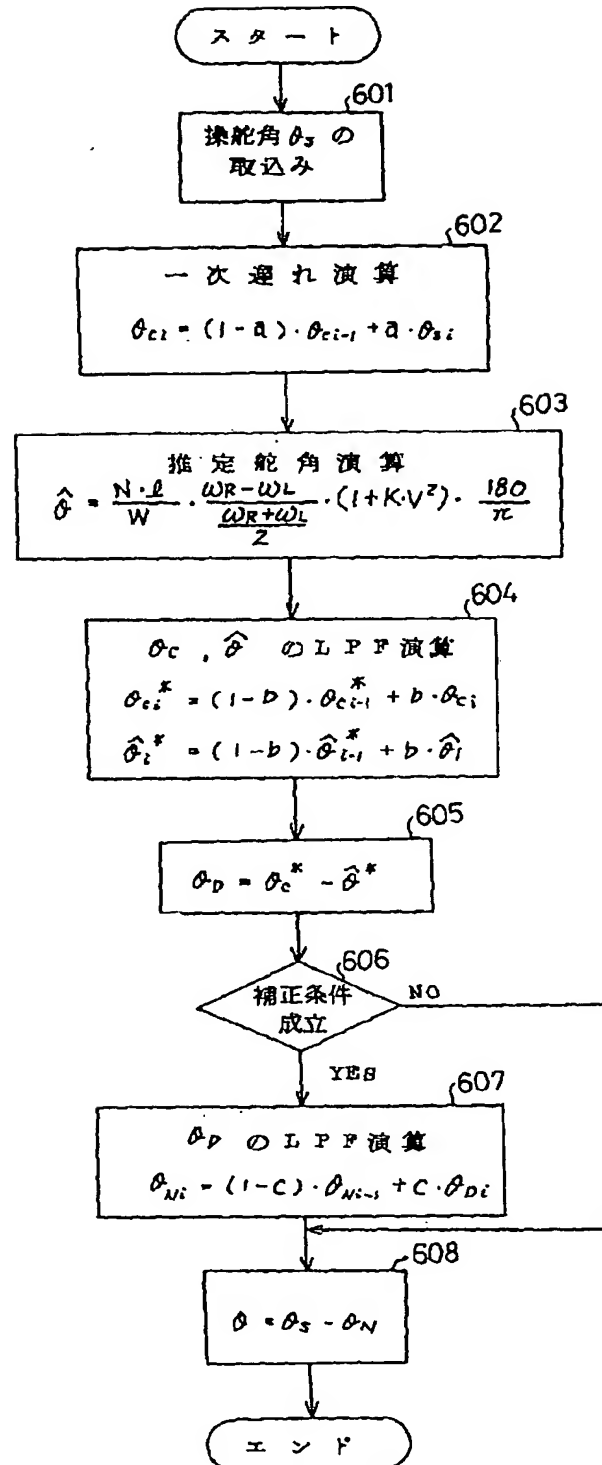 スタート
601
操舵角 θs の
取込み
602
一次遅れ演算
θci = (1-a)・θci-1 + a・θsi
603
推定舵角演算
θ̂ = N・l/W・(ωR-ωL)/((ωR+ωL)/2)・(1+K・V²)・180/π
604
θc , θ̂ のLPF演算
θci* = (1-b)・θci-1* + b・θci
θ̂i* = (1-b)・θ̂i-1* + b・θ̂i
605
θD = θc* - θ̂*
606
補正条件
成立
NO
YES
607
θD のLPF演算
θNi = (1-C)・θNi-1 + C・θDi
608
θ = θs - θN
エンド